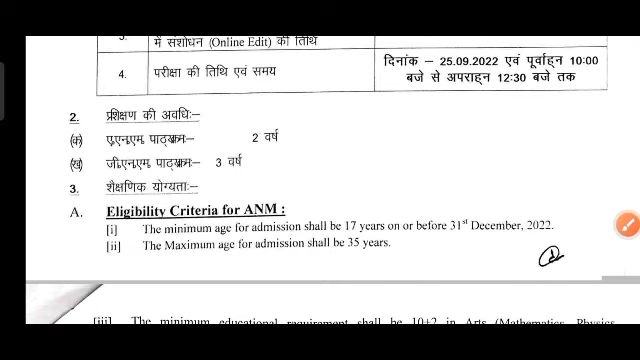 3.
में संशोधन (Online Edit) की तिथि
4. परीक्षा की तिथि एवं समय
दिनांक – 25.09.2022 एवं पूर्वाह्न 10:00
बजे से अपराह्न 12:30 बजे तक
2. प्रशिक्षण की अवधिः–
(क) ए.एन.एम. पाठ्यक्रमः– 2 वर्ष
(ख) जी.एन.एम. पाठ्यक्रमः– 3 वर्ष
3. शैक्षणिक योग्यताः–
A. Eligibility Criteria for ANM :
[i] The minimum age for admission shall be 17 years on or before 31st December, 2022.
[ii] The Maximum age for admission shall be 35 years.
[iii] The minimum educational requirement shall be 10+2 in Arts (Mathematics, Physics,